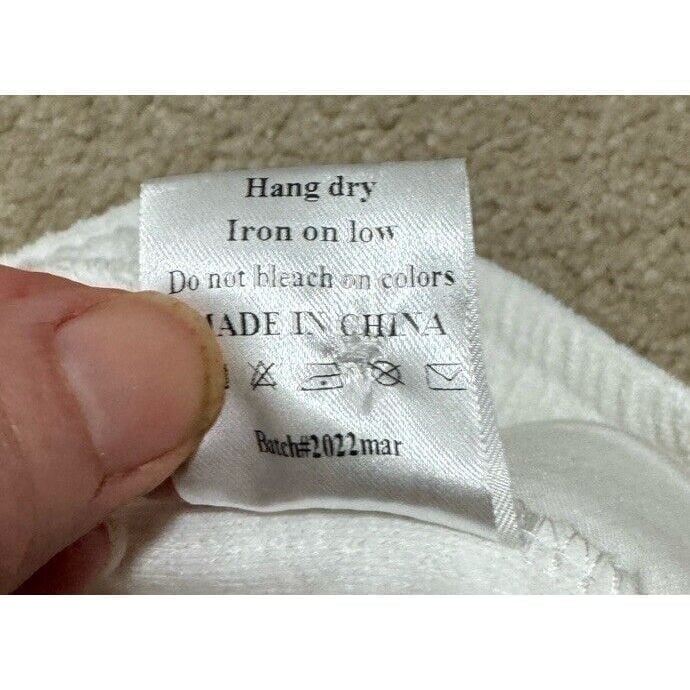 Hang dry
Iron on low
Do not bleach on colors
MADE IN CHINA
Batch#2022mar